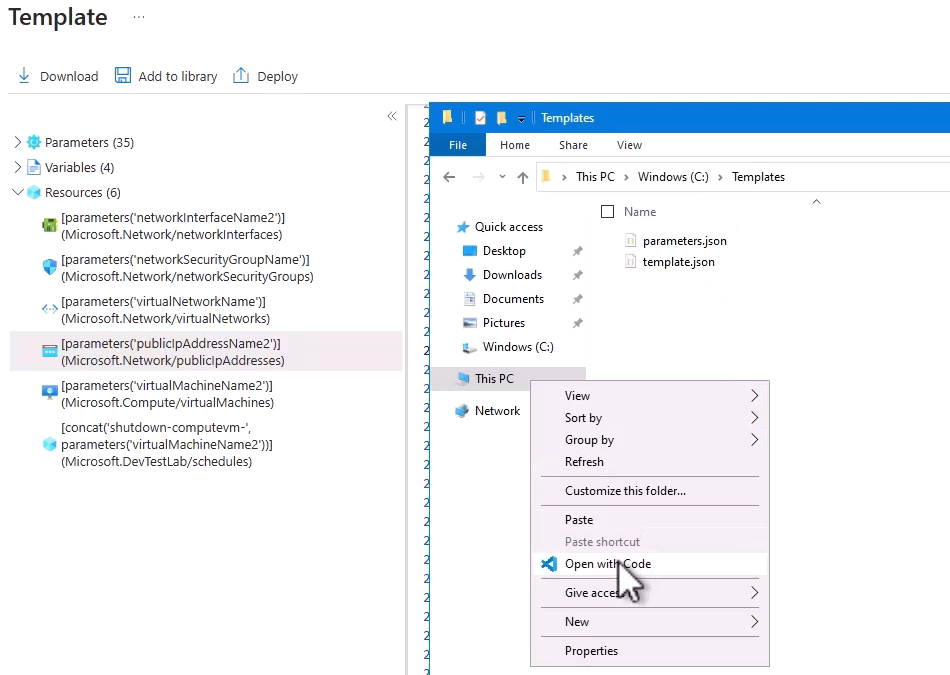 Template ...
Download Add to library Deploy
Parameters (35)
Variables (4)
Resources (6)
[parameters('networkInterfaceName2')]
(Microsoft.Network/networkInterfaces)
[parameters('networkSecurityGroupName')]
(Microsoft.Network/networkSecurityGroups)
[parameters('virtualNetworkName')]
(Microsoft.Network/virtualNetworks)
[parameters('publicIpAddressName2')]
(Microsoft.Network/publicIpAddresses)
[parameters('virtualMachineName2')]
(Microsoft.Compute/virtualMachines)
[concat('shutdown-computevm-',
parameters('virtualMachineName2'))]
(Microsoft.DevTestLab/schedules)
Templates
File Home Share View
This PC Windows (C:) Templates
Quick access
Desktop
Downloads
Documents
Pictures
Windows (C:)
This PC
Network
Name
parameters.json
template.json
View
Sort by
Group by
Refresh
Customize this folder...
Paste
Paste shortcut
Open with Code
Give
New
Properties